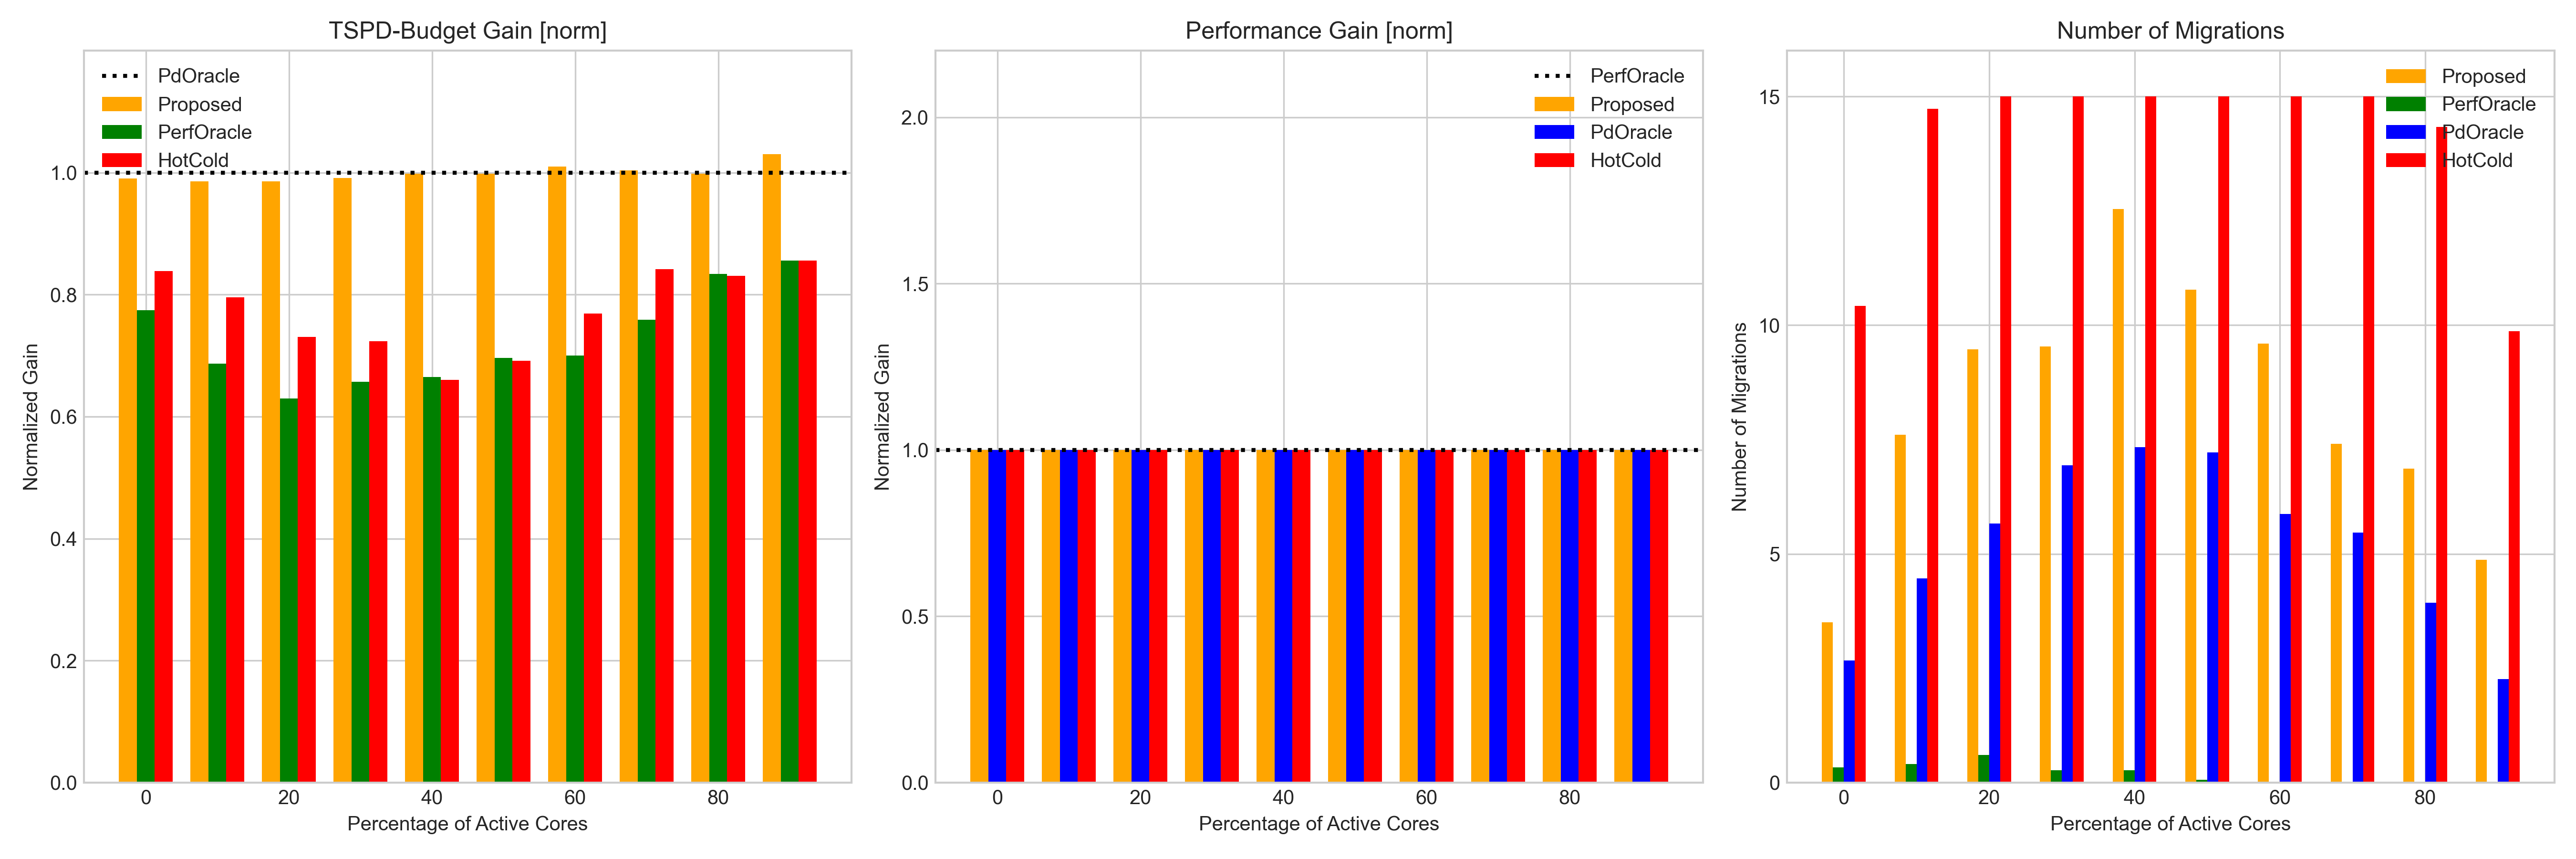 TSPD-Budget Gain [norm]
PdOracle
Proposed
PerfOracle
HotCold
1.0
0.8
0.6
0.4
0.2
0.0
Normalized Gain
0 20 40 60 80
Percentage of Active Cores
Performance Gain [norm]
PerfOracle
Proposed
PdOracle
HotCold
2.0
1.5
1.0
0.5
0.0
Normalized Gain
0 20 40 60 80
Percentage of Active Cores
Number of Migrations
Proposed
PerfOracle
PdOracle
HotCold
15
10
5
0
Number of Migrations
0 20 40 60 80
Percentage of Active Cores